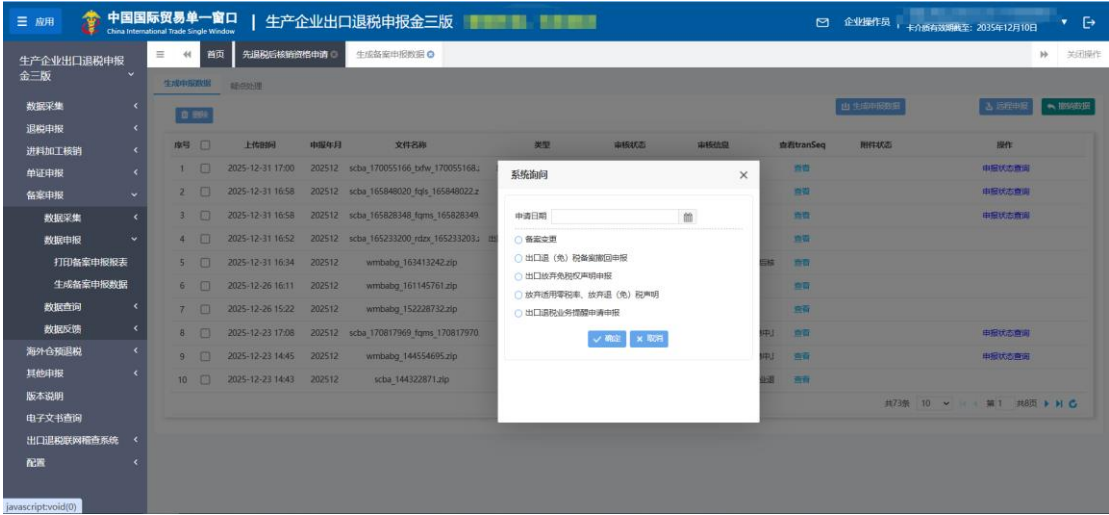 应用 中国国际贸易单一窗口 | 生产企业出口退税申报金三版 企业操作员
China International Trade Single Window
卡介质有效期截至: 2035年12月10日
生产企业出口退税申报金三版
首页 先退税后核销资格申请 生成备案申报数据 关闭操作
生成申报数据 疑点处理
数据采集
退税申报
进料加工核销
单证申报
备案申报
数据采集
数据申报
打印备案申报报表
生成备案申报数据
数据查询
数据反馈
海外仓预退税
其他申报
版本说明
电子文书查询
出口退税联网稽查系统
配置
删除 生成申报数据 远程申报 撤销数据
序号 上传时间 申报年月 文件名称 类型 审核状态 审核信息 查看tranSeq 附件状态 操作
1 2025-12-31 17:00 202512 scba_170055166_txfw_170055168.z 查看 申报状态查询
2 2025-12-31 16:58 202512 scba_165848020_fqls_165848022.z 查看 申报状态查询
3 2025-12-31 16:58 202512 scba_165828348_fqms_165828349. 查看 申报状态查询
4 2025-12-31 16:52 202512 scba_165233200_rdzx_165233203.z 查看
5 2025-12-31 16:34 202512 wmbabg_163413242.zip 查看
6 2025-12-26 16:11 202512 wmbabg_161145761.zip 查看
7 2025-12-26 15:22 202512 wmbabg_152228732.zip 查看
8 2025-12-23 17:08 202512 scba_170817969_fqms_170817970 查看 申报状态查询
9 2025-12-23 14:45 202512 wmbabg_144554695.zip 查看 申报状态查询
10 2025-12-23 14:43 202512 scba_144322871.zip 查看
共73条 10 第 1 共8页
系统询问
申请日期
备案变更
出口退（免）税备案撤回申报
出口放弃免税权声明申报
放弃适用零税率、放弃退（免）税声明
出口退税业务提醒申请申报
确定 取消
javascript:void(0)